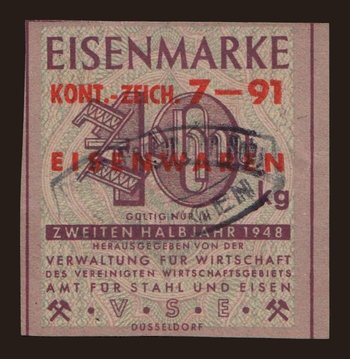 EISENMARKE
KONT.-ZEICH. 7—91
10
EISENWAREN
kg
GÜLTIG NUR IM
ZWEITEN HALBJAHR 1948
HERAUSGEGEBEN VON DER
VERWALTUNG FÜR WIRTSCHAFT
DES VEREINIGTEN WIRTSCHAFTSGEBIETS
AMT FÜR STAHL UND EISEN
· V · S · E ·
DÜSSELDORF